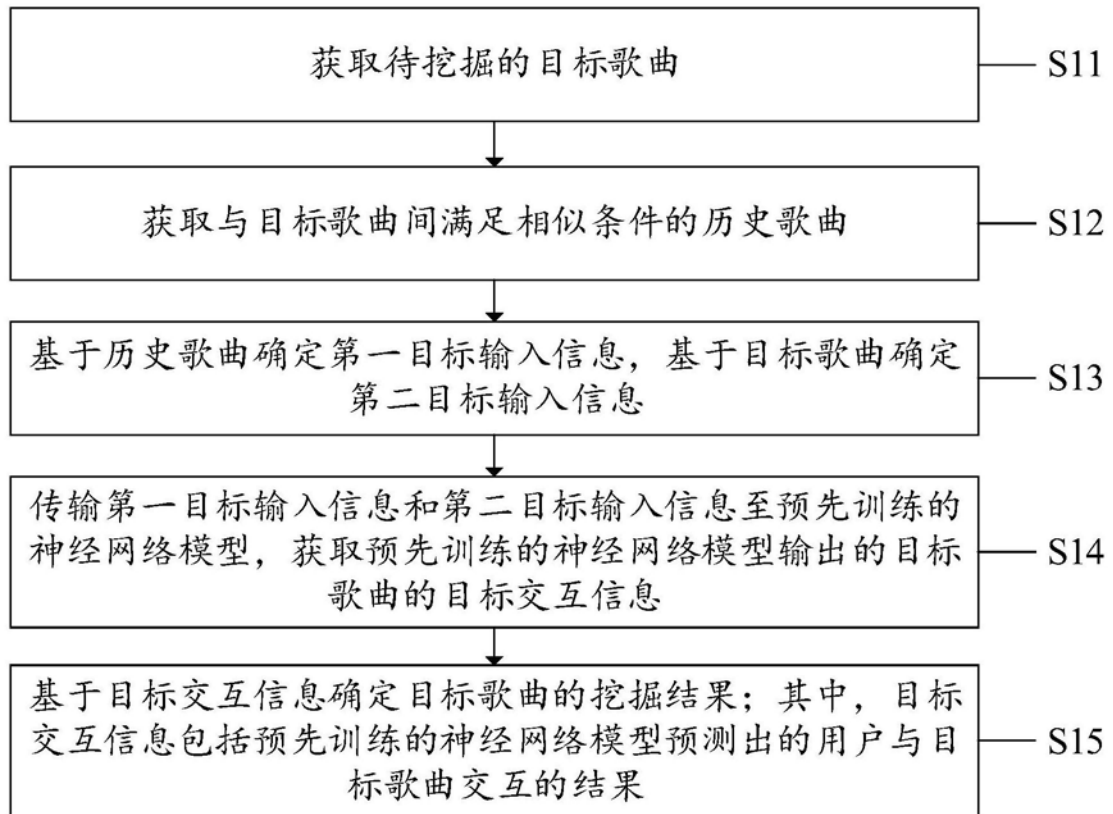 获取待挖掘的目标歌曲
S11
获取与目标歌曲间满足相似条件的历史歌曲
S12
基于历史歌曲确定第一目标输入信息，基于目标歌曲确定
第二目标输入信息
S13
传输第一目标输入信息和第二目标输入信息至预先训练的
神经网络模型，获取预先训练的神经网络模型输出的目标
歌曲的目标交互信息
S14
基于目标交互信息确定目标歌曲的挖掘结果；其中，目标
交互信息包括预先训练的神经网络模型预测出的用户与目
标歌曲交互的结果
S15